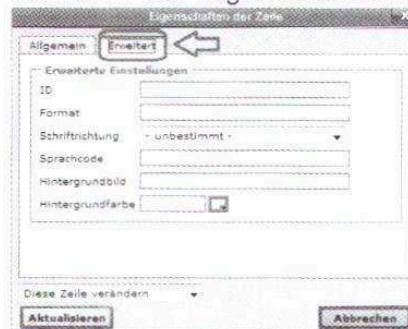 Eigenschaften der Zeile
Allgemein Erweitert
Erweiterte Einstellungen
ID
Format
Schriftrichtung - unbestimmt -
Sprachcode
Hintergrundbild
Hintergrundfarbe
Diese Zeile verändern
Aktualisieren Abbrechen